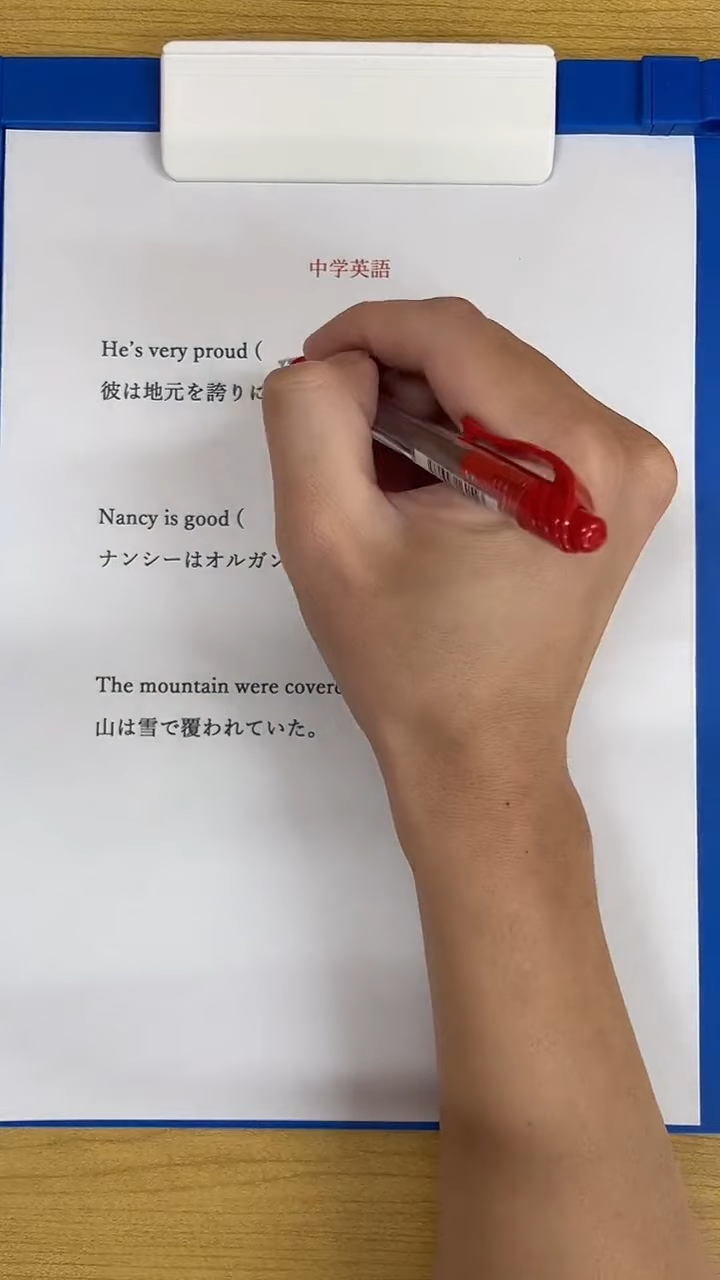 中学英語
He's very proud (
彼は地元を誇りに
Nancy is good (
ナンシーはオルガン
The mountain were covere
山は雪で覆われていた。